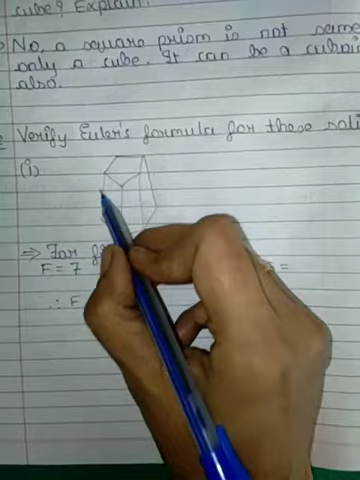 cube? Explain.
No, a square prism is not same
only a cube. It can be a cuboid
also.
Verify Euler's formula for these soli
(i)
⇒ For fi
F = 7 =
∴ F